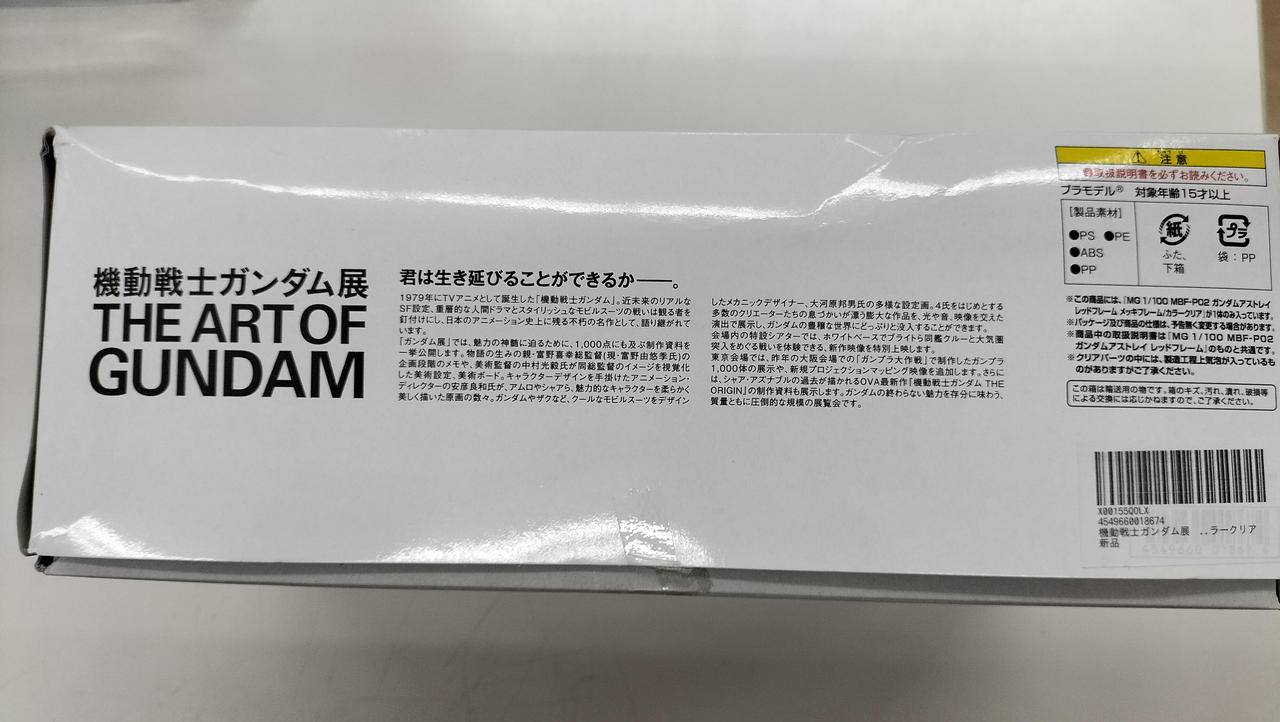 機動戦士ガンダム展
THE ART OF
GUNDAM
君は生き延びることができるか――。
1979年にTVアニメとして誕生した「機動戦士ガンダム」。近未来のリアルな
SF設定、重層的な人間ドラマとスタイリッシュなモビルスーツの戦いは観る者を
釘付けにし、日本のアニメーション史上に残る不朽の名作として、語り継がれて
います。
「ガンダム展」では、魅力の神髄に迫るために、1,000点にも及ぶ制作資料を
一挙公開します。物語の生みの親・富野喜幸総監督(現・富野由悠季氏)の
企画段階のメモや、美術監督の中村光毅氏が同総監督のイメージを視覚化
した美術設定、美術ボード。キャラクターデザインを手掛けたアニメーション・
ディレクターの安彦良和氏が、アムロやシャアら、魅力的なキャラクターを柔らかく
美しく描いた原画の数々。ガンダムやザクなど、クールなモビルスーツをデザイン
したメカニックデザイナー、大河原邦男氏の多様な設定画。4氏をはじめとする
多数のクリエーターたちの息づかいが漂う膨大な作品を、光や音、映像を交えた
演出で展示し、ガンダムの豊穣な世界にどっぷりと没入することができます。
会場内の特設シアターでは、ホワイトベースでブライトら同艦クルーと大気圏
突入をめぐる戦いを体験できる、新作映像を特別上映します。
東京会場では、昨年の大阪会場での「ガンプラ大作戦」で制作したガンプラ
1,000体の展示や、新規プロジェクションマッピング映像を追加します。さらに
は、シャア・アズナブルの過去が描かれるOVA最新作「機動戦士ガンダム THE
ORIGIN」の制作資料も展示します。ガンダムの終わらない魅力を存分に味わう、
質量ともに圧倒的な規模の展覧会です。
注意
取扱説明書を必ずお読みください。
プラモデル® 対象年齢15才以上
[製品素材]
●PS ●PE
●ABS
●PP
紙
ふた、
下箱
プラ
袋:PP
※この商品には、「MG 1/100 MBF-P02 ガンダムアストレイ
レッドフレーム メッキフレーム/カラークリア」が1体のみ入っています。
※パッケージ及び商品の仕様は、予告無く変更する場合があります。
※商品中の取扱説明書は「MG 1/100 MBF-P02
ガンダムアストレイ レッドフレーム」のものと共通です。
※クリアパーツの中には、製造工程上気泡が入っているも
のがありますがご了承ください。
この箱は輸送用の物です。箱のキズ、汚れ、潰れ、破損等
による交換には応じかねますので、ご了承ください。
X00155QOLX
4549660018674
機動戦士ガンダム展 ..ラークリア
新品